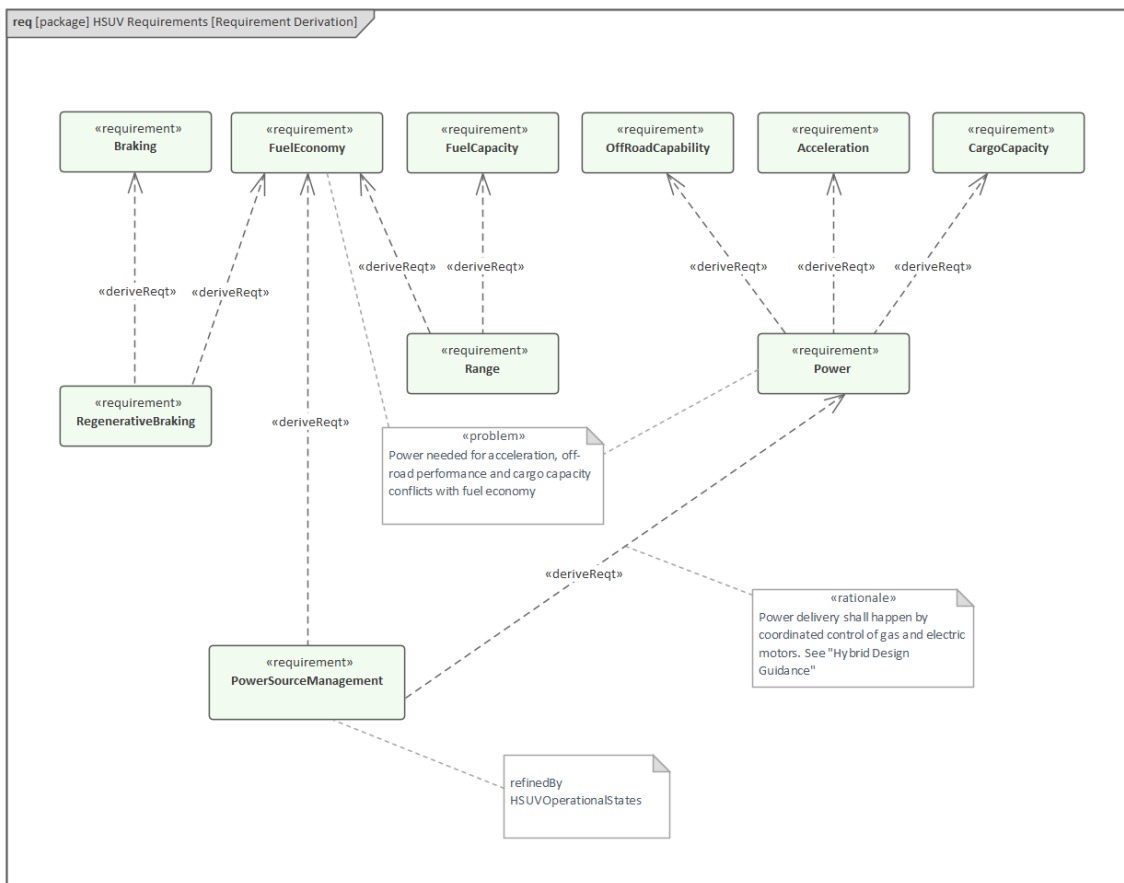 req [package] HSUV Requirements [Requirement Derivation]
«requirement»
Braking
«requirement»
FuelEconomy
«requirement»
FuelCapacity
«requirement»
OffRoadCapability
«requirement»
Acceleration
«requirement»
CargoCapacity
«deriveReqt»
«deriveReqt»
«deriveReqt»
«deriveReqt»
«deriveReqt»
«deriveReqt»
«deriveReqt»
«requirement»
Range
«requirement»
Power
«requirement»
RegenerativeBraking
«deriveReqt»
«problem»
Power needed for acceleration, off-
road performance and cargo capacity
conflicts with fuel economy
«deriveReqt»
«rationale»
Power delivery shall happen by
coordinated control of gas and electric
motors. See "Hybrid Design
Guidance"
«requirement»
PowerSourceManagement
refinedBy
HSUVOperationalStates